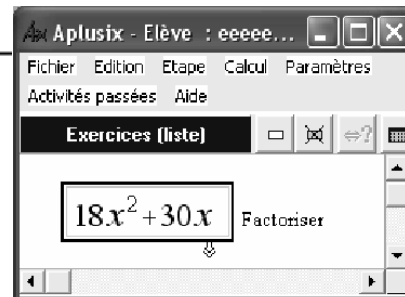 Aplusix - Elève : eeeee...
Fichier Edition Etape Calcul Paramètres
Activités passées Aide
Exercices (liste)
18x²+30x Factoriser